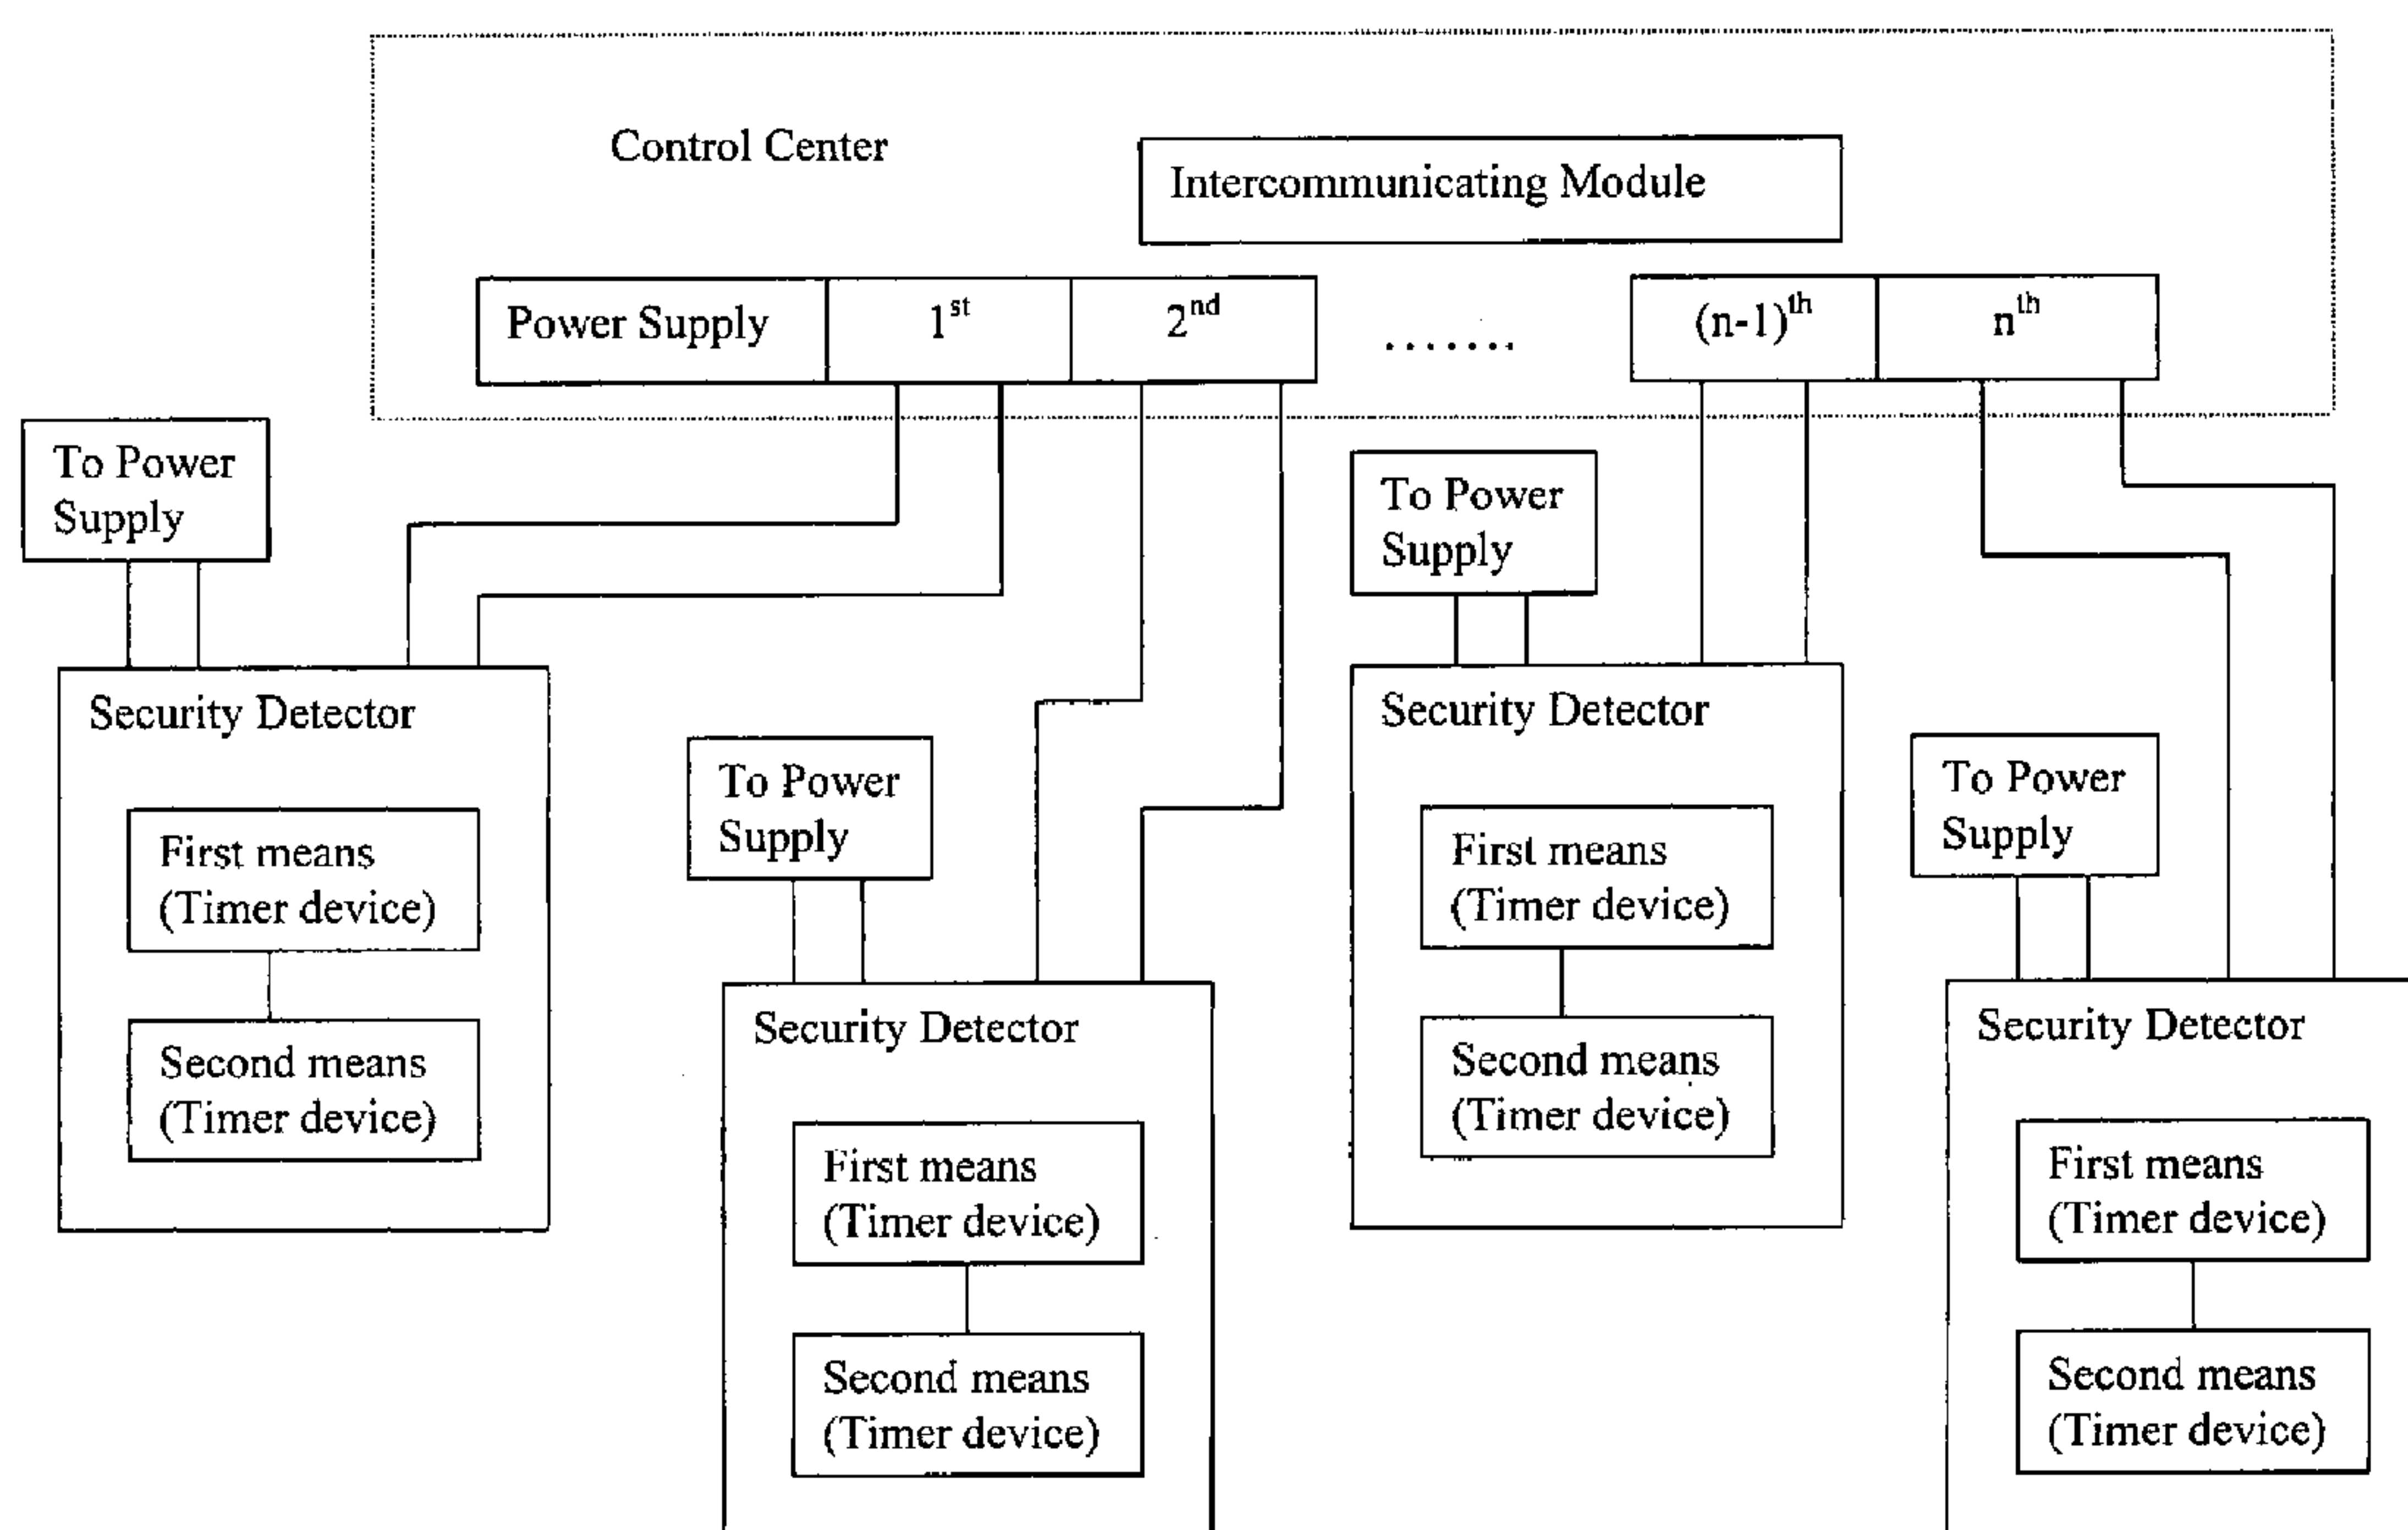 Control Center
Intercommunicating Module
Power Supply
1st
2nd
.......
(n-1)th
nth
To Power
Supply
Security Detector
First means
(Timer device)
Second means
(Timer device)
To Power
Supply
Security Detector
First means
(Timer device)
Second means
(Timer device)
To Power
Supply
Security Detector
First means
(Timer device)
Second means
(Timer device)
To Power
Supply
Security Detector
First means
(Timer device)
Second means
(Timer device)